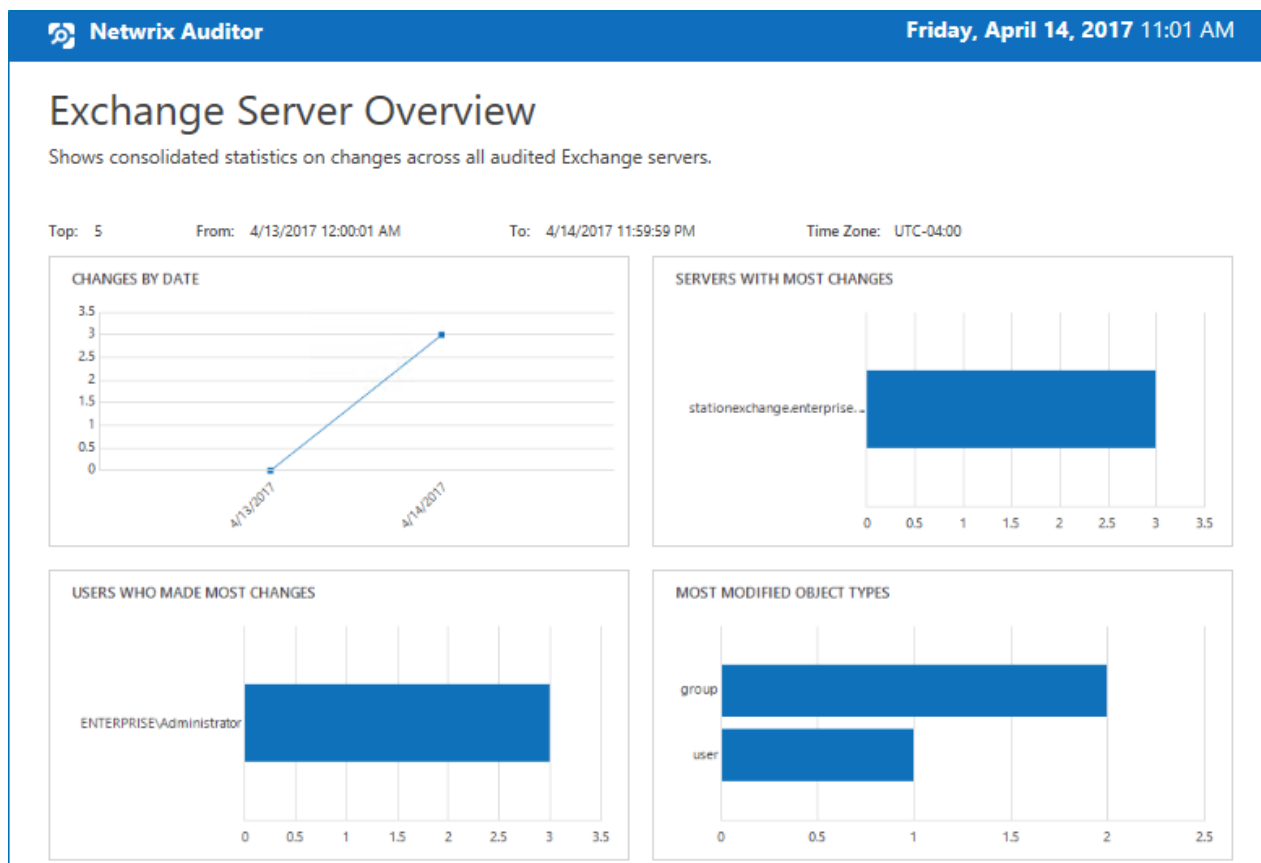 Netwrix Auditor
Friday, April 14, 2017 11:01 AM
Exchange Server Overview
Shows consolidated statistics on changes across all audited Exchange servers.
Top: 5 From: 4/13/2017 12:00:01 AM To: 4/14/2017 11:59:59 PM Time Zone: UTC-04:00
CHANGES BY DATE
3.5
3
2.5
2
1.5
1
0.5
0
4/13/2017
4/14/2017
SERVERS WITH MOST CHANGES
stationexchange.enterprise...
0 0.5 1 1.5 2 2.5 3 3.5
USERS WHO MADE MOST CHANGES
ENTERPRISE\Administrator
0 0.5 1 1.5 2 2.5 3 3.5
MOST MODIFIED OBJECT TYPES
group
user
0 0.5 1 1.5 2 2.5